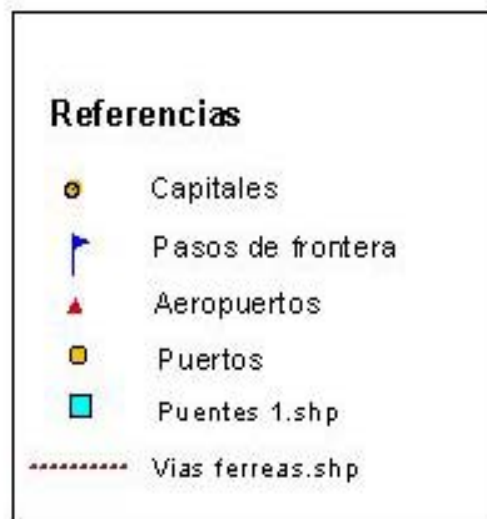 Referencias
Capitales
Pasos de frontera
Aeropuertos
Puertos
Puentes 1.shp
Vias ferreas.shp